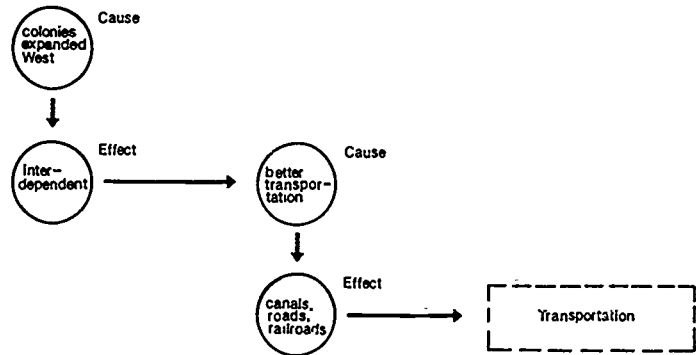 Cause
colonies
expanded
West
Effect
Inter-
dependent
Cause
better
transpor-
tation
Effect
canals,
roads,
railroads
Transportation